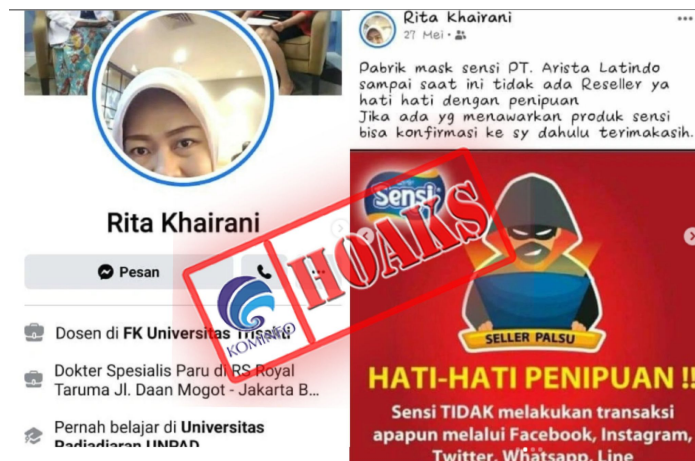 Rita Khairani
Pesan
Dosen di FK Universitas Trisakti
Dokter Spesialis Paru di RS Royal
Taruma Jl. Daan Mogot - Jakarta B...
Pernah belajar di Universitas
Padjadjaran UNPAD
Rita Khairani
27 Mei
Pabrik mask sensi PT. Arista Latindo
sampai saat ini tidak ada Reseller ya
hati hati dengan penipuan
Jika ada yg menawarkan produk sensi
bisa konfirmasi ke sy dahulu terimakasih.
Sensi
KOMINFO
HOAKS
SELLER PALSU
HATI-HATI PENIPUAN !!
Sensi TIDAK melakukan transaksi
apapun melalui Facebook, Instagram,
Twitter, Whatsapp, Line